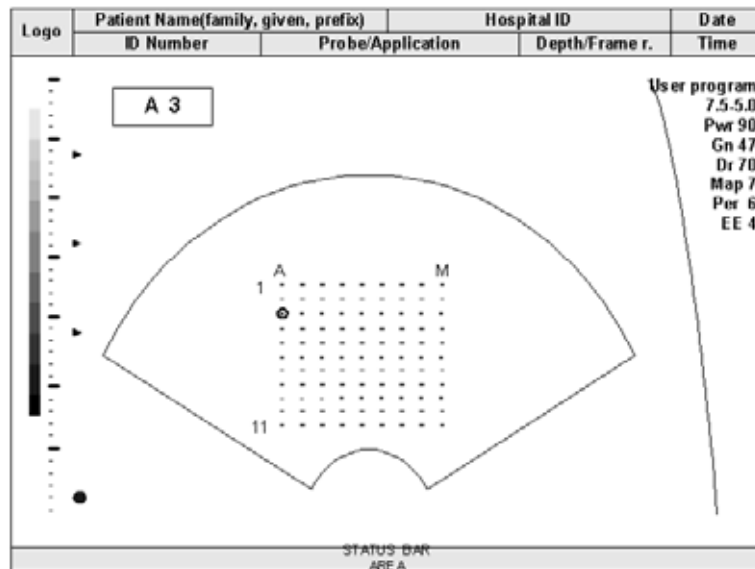 Logo
Patient Name(family, given, prefix) Hospital ID Date
ID Number Probe/Application Depth/Frame r. Time
A 3
User program
7.5-5.0
Pwr 90
Gn 47
Dr 70
Map 7
Per 6
EE 4
A M
1
11
STATUS BAR
AREA